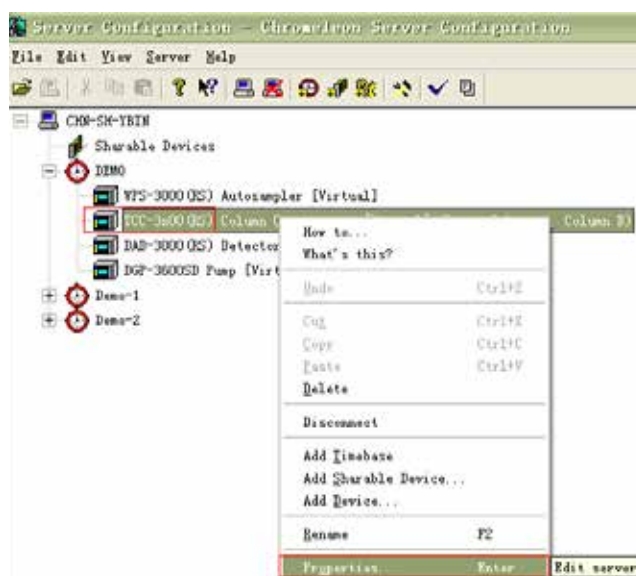 Server Configuration - Chromeleon Server Configuration
File Edit View Server Help
CHN-SH-YBIN
Sharable Devices
DEMO
WPS-3000(RS) Autosampler [Virtual]
TCC-3x00(RS) Column Column B)
DAD-3000(RS) Detector
DGP-3600SD Pump [Virt
Demo-1
Demo-2
How to...
What's this?
Undo Ctrl+Z
Cut Ctrl+X
Copy Ctrl+C
Paste Ctrl+V
Delete
Disconnect
Add Timebase
Add Sharable Device...
Add Device...
Rename F2
Properties Enter
Edit server